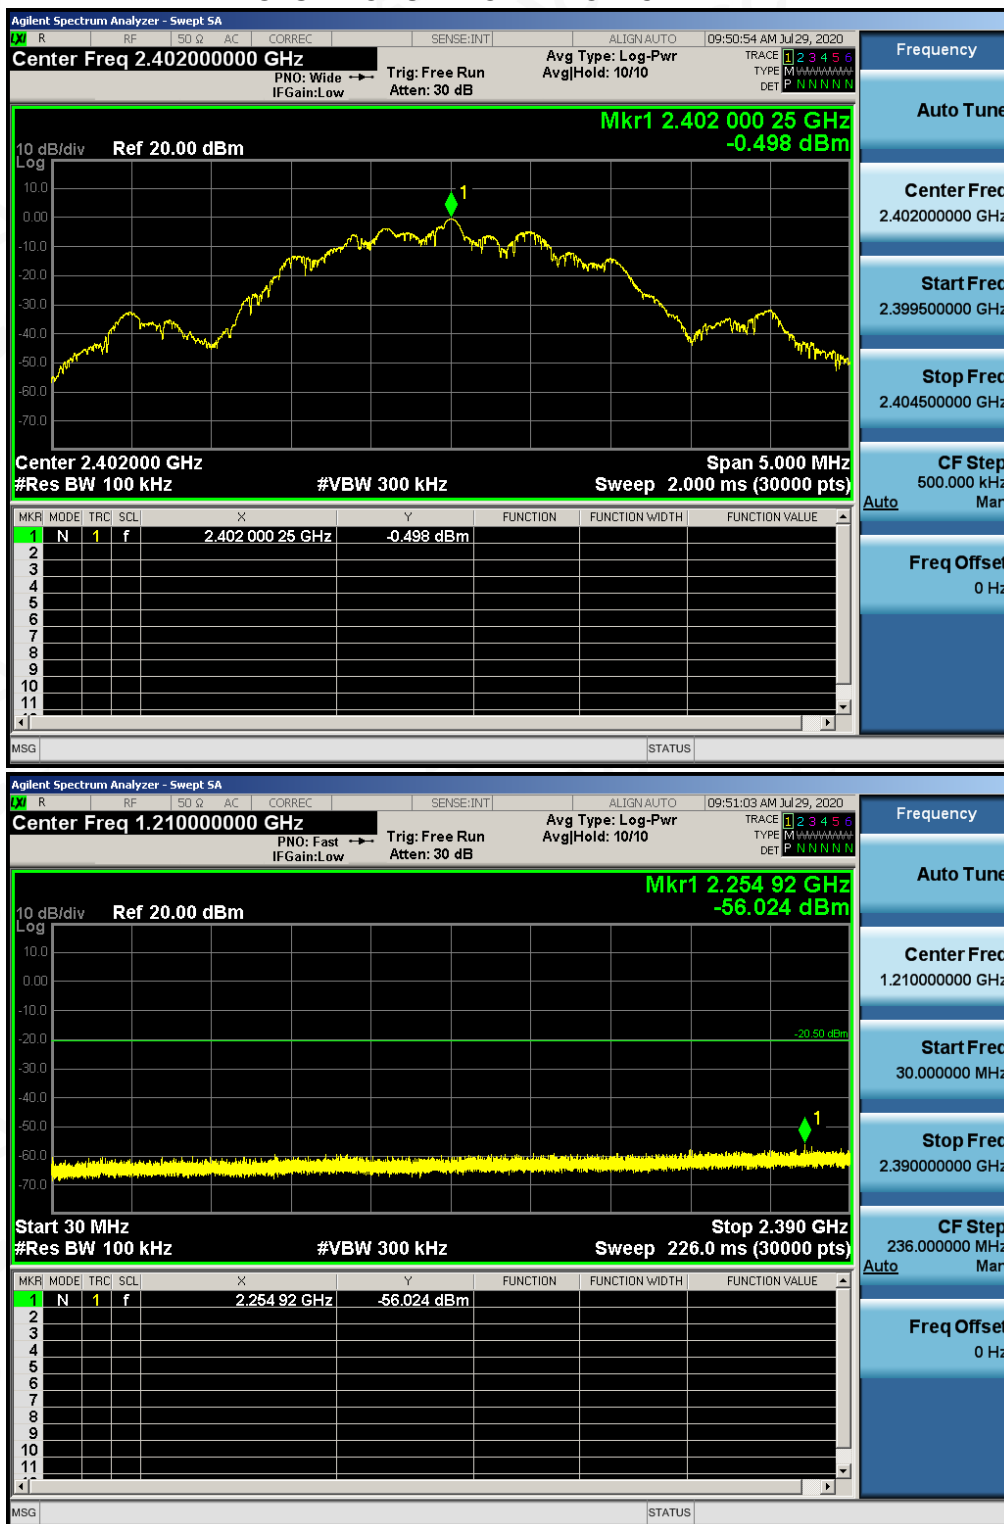 Agilent Spectrum Analyzer - Swept SA
LXI R RF 50 Ω AC CORREC SENSE:INT ALIGN AUTO 09:50:54 AM Jul 29, 2020
Center Freq 2.402000000 GHz
PNO: Wide
IFGain:Low
Trig: Free Run
Atten: 30 dB
Avg Type: Log-Pwr
Avg|Hold: 10/10
TRACE 1 2 3 4 5 6
TYPE M W W W W W
DET P N N N N N
Mkr1 2.402 000 25 GHz
-0.498 dBm
10 dB/div Ref 20.00 dBm
Log
10.0
0.00
-10.0
-20.0
-30.0
-40.0
-50.0
-60.0
-70.0
1
Center 2.402000 GHz Span 5.000 MHz
#Res BW 100 kHz #VBW 300 kHz Sweep 2.000 ms (30000 pts)
MKR MODE TRC SCL X Y FUNCTION FUNCTION WIDTH FUNCTION VALUE
1 N 1 f 2.402 000 25 GHz -0.498 dBm
2
3
4
5
6
7
8
9
10
11
MSG STATUS
Frequency
Auto Tune
Center Freq
2.402000000 GHz
Start Freq
2.399500000 GHz
Stop Freq
2.404500000 GHz
CF Step
500.000 kHz
Auto Man
Freq Offset
0 Hz
Agilent Spectrum Analyzer - Swept SA
LXI R RF 50 Ω AC CORREC SENSE:INT ALIGN AUTO 09:51:03 AM Jul 29, 2020
Center Freq 1.210000000 GHz
PNO: Fast
IFGain:Low
Trig: Free Run
Atten: 30 dB
Avg Type: Log-Pwr
Avg|Hold: 10/10
TRACE 1 2 3 4 5 6
TYPE M W W W W W
DET P N N N N N
Mkr1 2.254 92 GHz
-56.024 dBm
10 dB/div Ref 20.00 dBm
Log
10.0
0.00
-10.0
-20.0
-30.0
-40.0
-50.0
-60.0
-70.0
-20.50 dBm
1
Start 30 MHz Stop 2.390 GHz
#Res BW 100 kHz #VBW 300 kHz Sweep 226.0 ms (30000 pts)
MKR MODE TRC SCL X Y FUNCTION FUNCTION WIDTH FUNCTION VALUE
1 N 1 f 2.254 92 GHz -56.024 dBm
2
3
4
5
6
7
8
9
10
11
MSG STATUS
Frequency
Auto Tune
Center Freq
1.210000000 GHz
Start Freq
30.000000 MHz
Stop Freq
2.390000000 GHz
CF Step
236.000000 MHz
Auto Man
Freq Offset
0 Hz